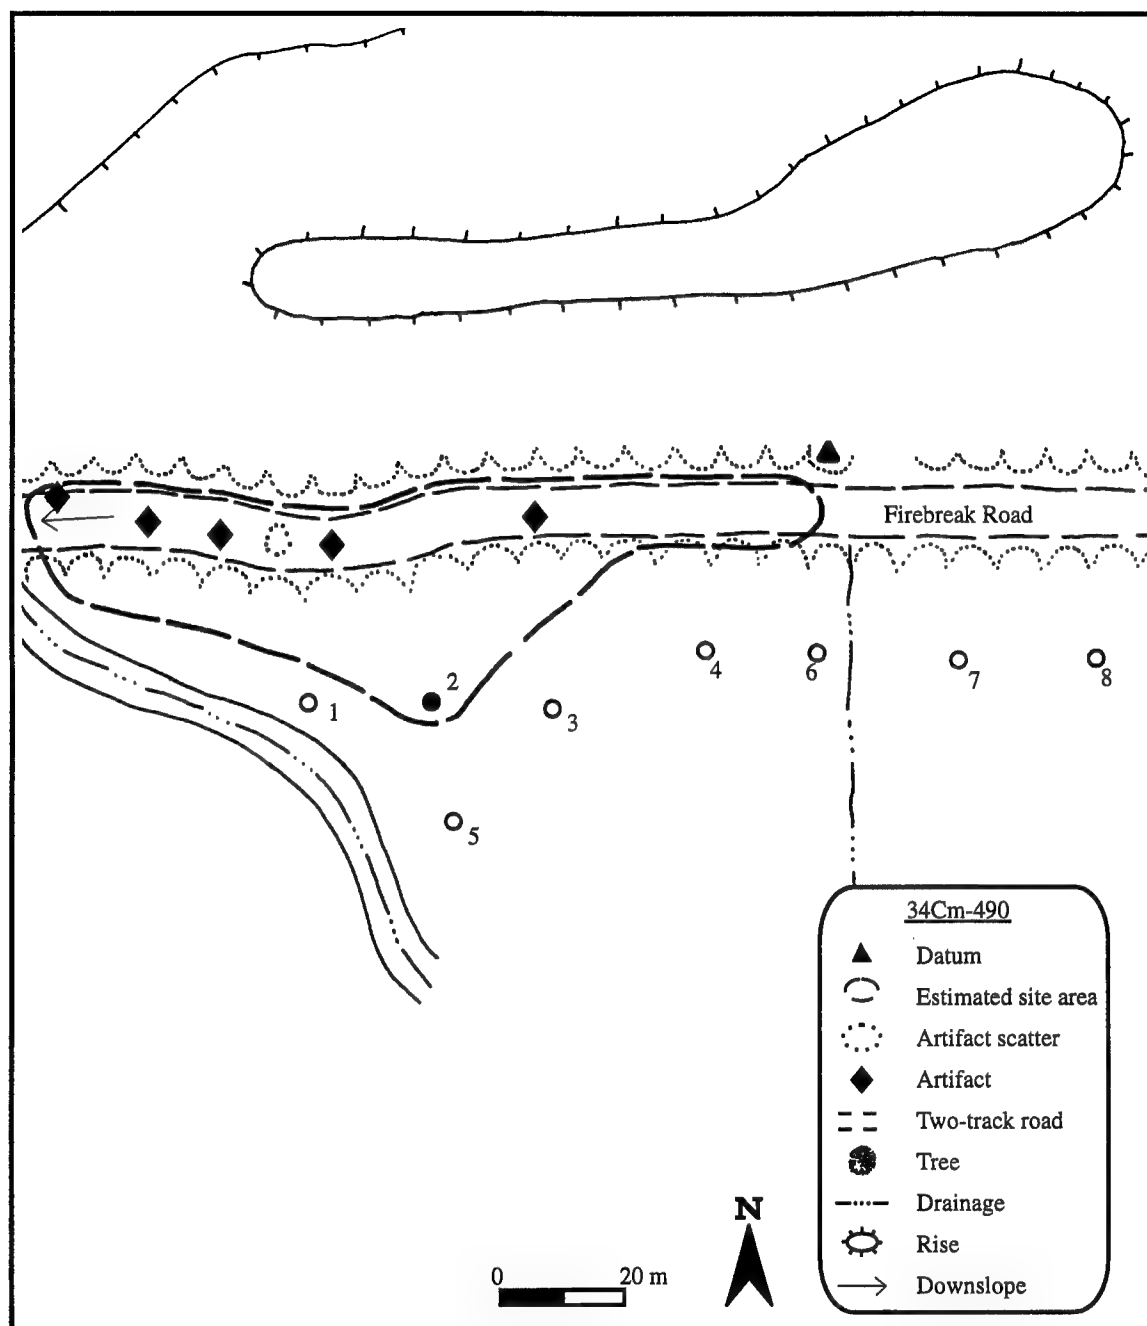 Firebreak Road
4
6
7
8
2
1
3
5
34Cm-490
Datum
Estimated site area
Artifact scatter
Artifact
Two-track road
Tree
Drainage
Rise
Downslope
N
0 20 m